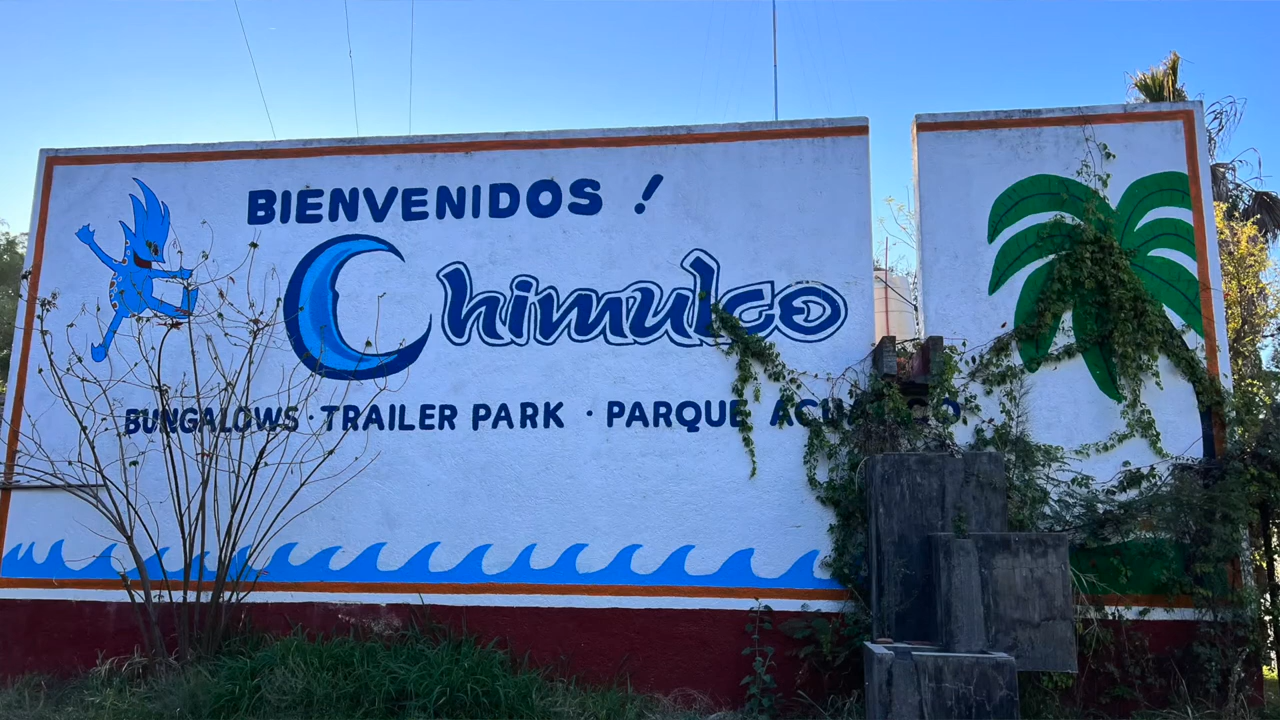 BIENVENIDOS !
Chimulco
BUNGALOWS · TRAILER PARK · PARQUE